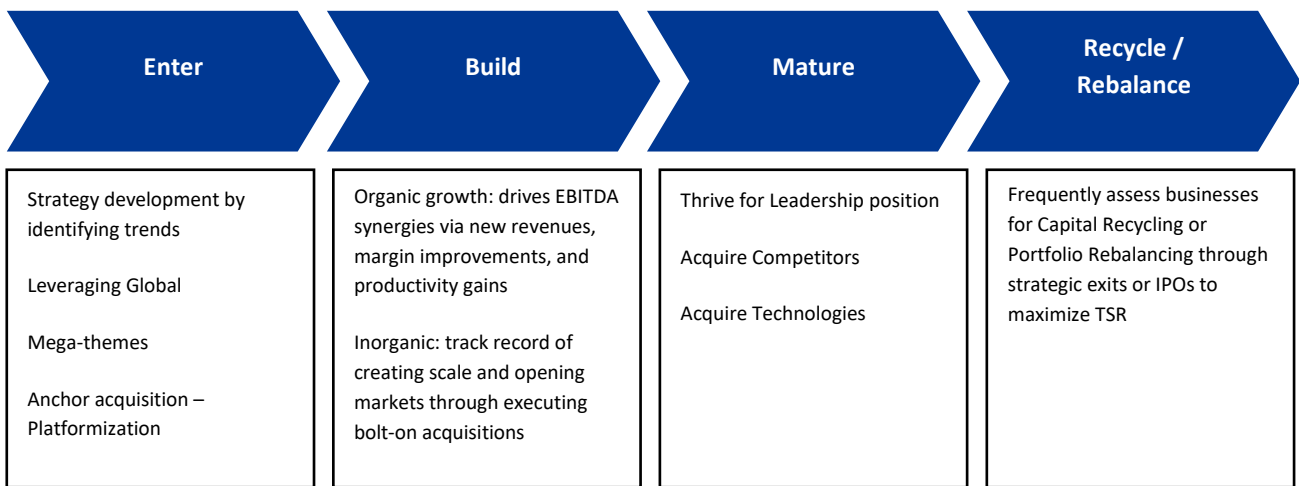 Enter
Build
Mature
Recycle /
Rebalance
Strategy development by
identifying trends
Leveraging Global
Mega-themes
Anchor acquisition –
Platformization
Organic growth: drives EBITDA
synergies via new revenues,
margin improvements, and
productivity gains
Inorganic: track record of
creating scale and opening
markets through executing
bolt-on acquisitions
Thrive for Leadership position
Acquire Competitors
Acquire Technologies
Frequently assess businesses
for Capital Recycling or
Portfolio Rebalancing through
strategic exits or IPOs to
maximize TSR